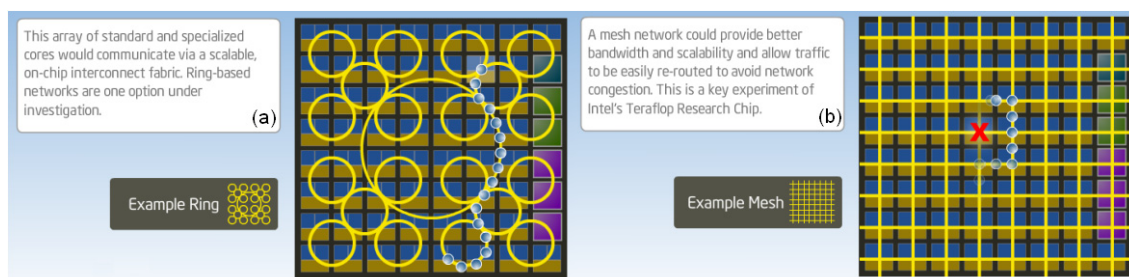 This array of standard and specialized
cores would communicate via a scalable,
on-chip interconnect fabric. Ring-based
networks are one option under
investigation.
(a)
Example Ring
A mesh network could provide better
bandwidth and scalability and allow traffic
to be easily re-routed to avoid network
congestion. This is a key experiment of
Intel's Teraflop Research Chip.
(b)
X
Example Mesh